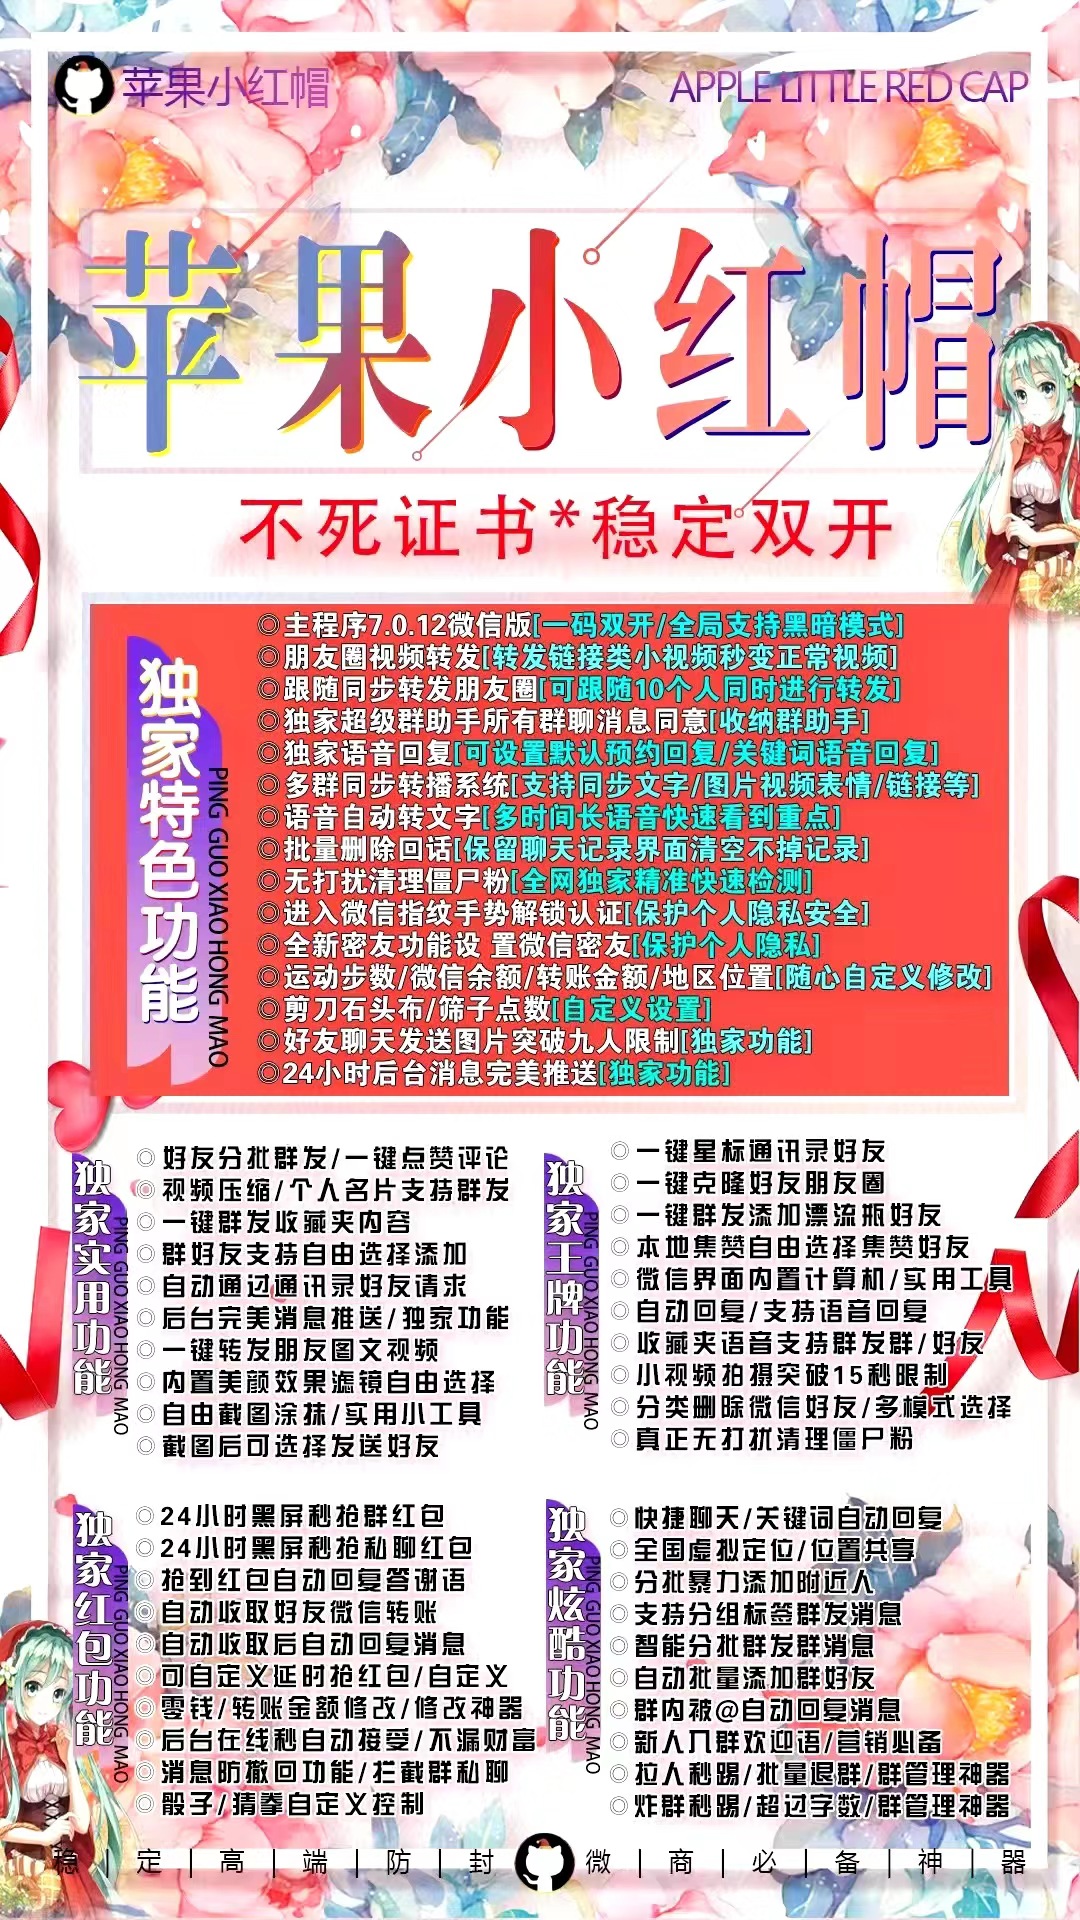 苹果小红帽
APPLE LITTLE RED CAP
苹果小红帽
不死证书*稳定双开
独家特色功能
PING GUO XIAO HONG MAO
◎主程序7.0.12微信版[一码双开/全局支持黑暗模式]
◎朋友圈视频转发[转发链接类小视频秒变正常视频]
◎跟随同步转发朋友圈[可跟随10个人同时进行转发]
◎独家超级群助手所有群聊消息同意[收纳群助手]
◎独家语音回复[可设置默认预约回复/关键词语音回复]
◎多群同步转播系统[支持同步文字/图片视频表情/链接等]
◎语音自动转文字[多时间长语音快速看到重点]
◎批量删除回话[保留聊天记录界面清空不掉记录]
◎无打扰清理僵尸粉[全网独家精准快速检测]
◎进入微信指纹手势解锁认证[保护个人隐私安全]
◎全新密友功能设 置微信密友[保护个人隐私]
◎运动步数/微信余额/转账金额/地区位置[随心自定义修改]
◎剪刀石头布/筛子点数[自定义设置]
◎好友聊天发送图片突破九人限制[独家功能]
◎24小时后台消息完美推送[独家功能]
独家实用功能
PING GUO XIAO HONG MAO
◎好友分批群发/一键点赞评论
◎视频压缩/个人名片支持群发
◎一键群发收藏夹内容
◎群好友支持自由选择添加
◎自动通过通讯录好友请求
◎后台完美消息推送/独家功能
◎一键转发朋友图文视频
◎内置美颜效果滤镜自由选择
◎自由截图涂抹/实用小工具
◎截图后可选择发送好友
独家王牌功能
PING GUO XIAO HONG MAO
◎一键星标通讯录好友
◎一键克隆好友朋友圈
◎一键群发添加漂流瓶好友
◎本地集赞自由选择集赞好友
◎微信界面内置计算机/实用工具
◎自动回复/支持语音回复
◎收藏夹语音支持群发群/好友
◎小视频拍摄突破15秒限制
◎分类删除微信好友/多模式选择
◎真正无打扰清理僵尸粉
独家红包功能
PING GUO XIAO HONG MAO
◎24小时黑屏秒抢群红包
◎24小时黑屏秒抢私聊红包
◎抢到红包自动回复答谢语
◎自动收取好友微信转账
◎自动收取后自动回复消息
◎可自定义延时抢红包/自定义
◎零钱/转账金额修改/修改神器
◎后台在线秒自动接受/不漏财富
◎消息防撤回功能/拦截群私聊
◎骰子/猜拳自定义控制
独家炫酷功能
PING GUO XIAO HONG MAO
◎快捷聊天/关键词自动回复
◎全国虚拟定位/位置共享
◎分批暴力添加附近人
◎支持分组标签群发消息
◎智能分批群发群消息
◎自动批量添加群好友
◎群内被@自动回复消息
◎新人入群欢迎语/营销必备
◎拉人秒踢/批量退群/群管理神器
◎炸群秒踢/超过字数/群管理神器
稳|定|高|端|防|封 微|商|必|备|神|器